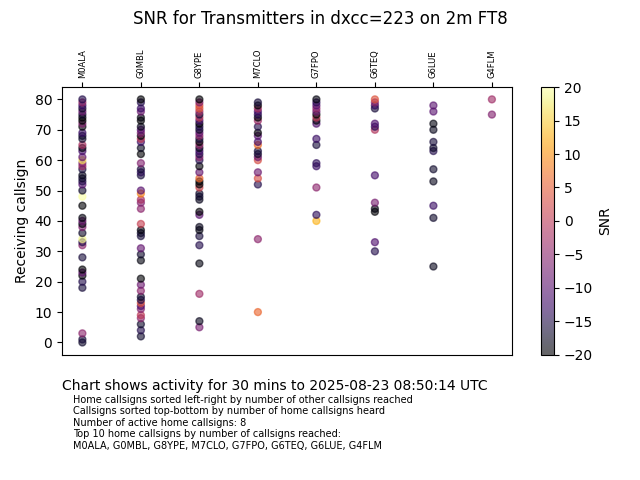 SNR for Transmitters in dxcc=223 on 2m FT8
M0ALA G0MBL G8YPE M7CLO G7FPO G6TEQ G6LUE G4FLM
80
70
60
50
40
30
20
10
0
Receiving callsign
20
15
10
5
0
−5
−10
−15
−20
SNR
Chart shows activity for 30 mins to 2025-08-23 08:50:14 UTC
Home callsigns sorted left-right by number of other callsigns reached
Callsigns sorted top-bottom by number of home callsigns heard
Number of active home callsigns: 8
Top 10 home callsigns by number of callsigns reached:
M0ALA, G0MBL, G8YPE, M7CLO, G7FPO, G6TEQ, G6LUE, G4FLM